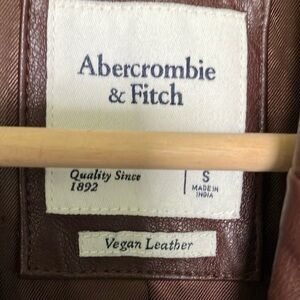 Abercrombie
& Fitch
Quality Since
1892
S
MADE IN
INDIA
Vegan Leather